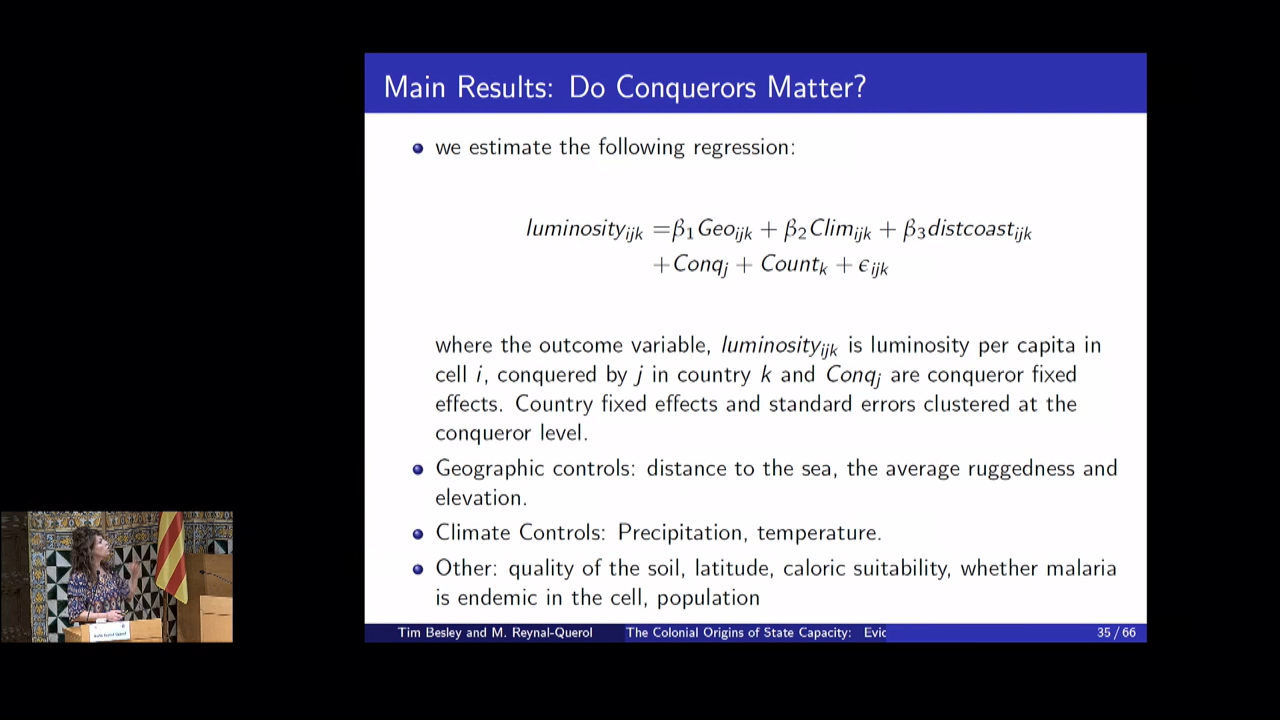 Main Results: Do Conquerors Matter?
we estimate the following regression:
luminosity_ijk = β₁Geo_ijk + β₂Clim_ijk + β₃distcoast_ijk
+Conq_j + Count_k + ϵ_ijk
where the outcome variable, luminosity_ijk is luminosity per capita in
cell i, conquered by j in country k and Conq_j are conqueror fixed
effects. Country fixed effects and standard errors clustered at the
conqueror level.
Geographic controls: distance to the sea, the average ruggedness and
elevation.
Climate Controls: Precipitation, temperature.
Other: quality of the soil, latitude, caloric suitability, whether malaria
is endemic in the cell, population
Tim Besley and M. Reynal-Querol The Colonial Origins of State Capacity: Evic 35 / 66